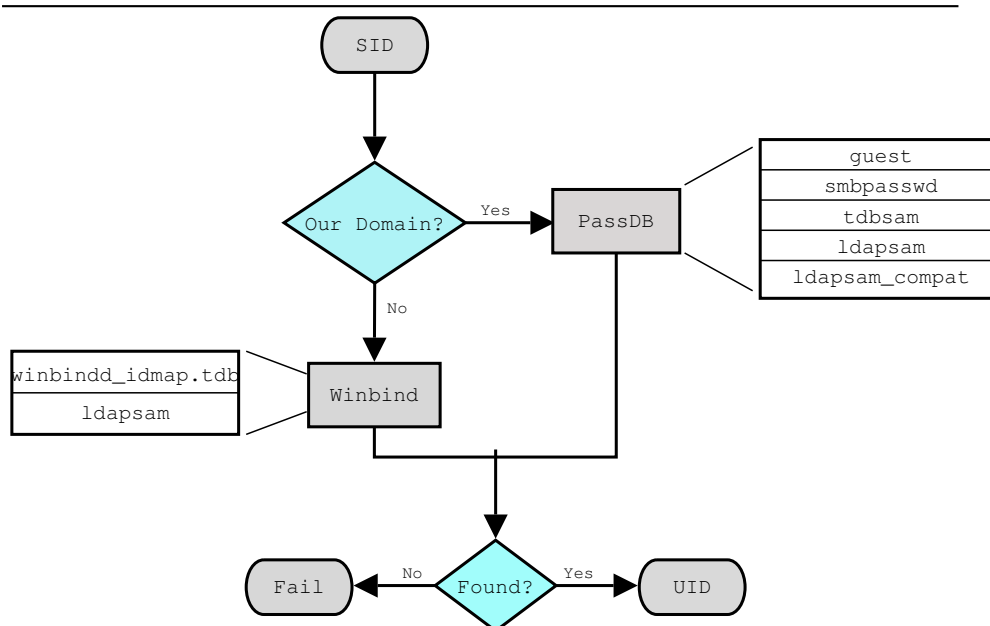 SID
Our Domain?
Yes
PassDB
guest
smbpasswd
tdbsam
ldapsam
ldapsam_compat
No
winbindd_idmap.tdb
ldapsam
Winbind
Fail
No
Found?
Yes
UID